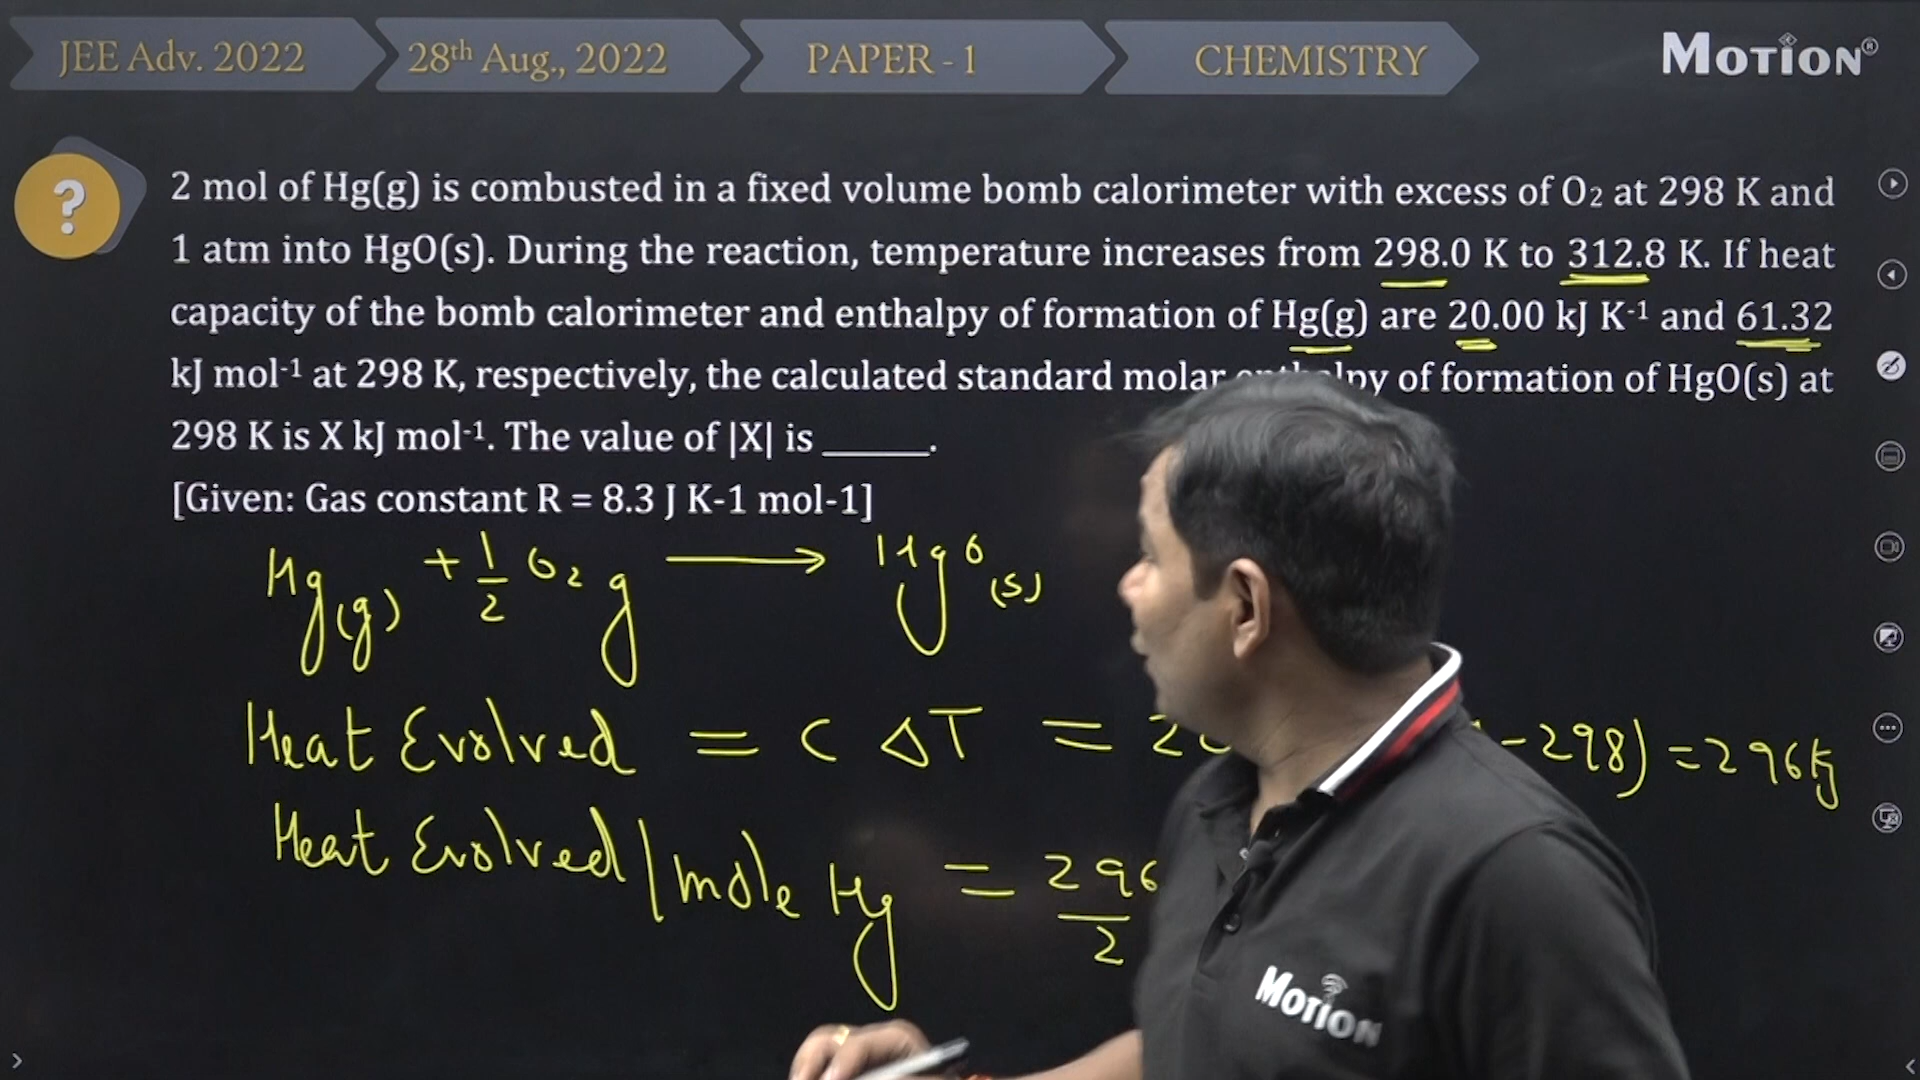 JEE Adv. 2022 28th Aug., 2022 PAPER - 1 CHEMISTRY MOTION®
?
2 mol of Hg(g) is combusted in a fixed volume bomb calorimeter with excess of O2 at 298 K and
1 atm into HgO(s). During the reaction, temperature increases from 298.0 K to 312.8 K. If heat
capacity of the bomb calorimeter and enthalpy of formation of Hg(g) are 20.00 kJ K-1 and 61.32
kJ mol-1 at 298 K, respectively, the calculated standard molar of formation of HgO(s) at
298 K is X kJ mol-1. The value of |X| is ______.
[Given: Gas constant R = 8.3 J K-1 mol-1]
Hg(g) + 1/2 O2 g → HgO (s)
Heat Evolved = C ΔT = 2 -298) = 296 kJ
Heat Evolved / mole Hg = 296/2
MOTION